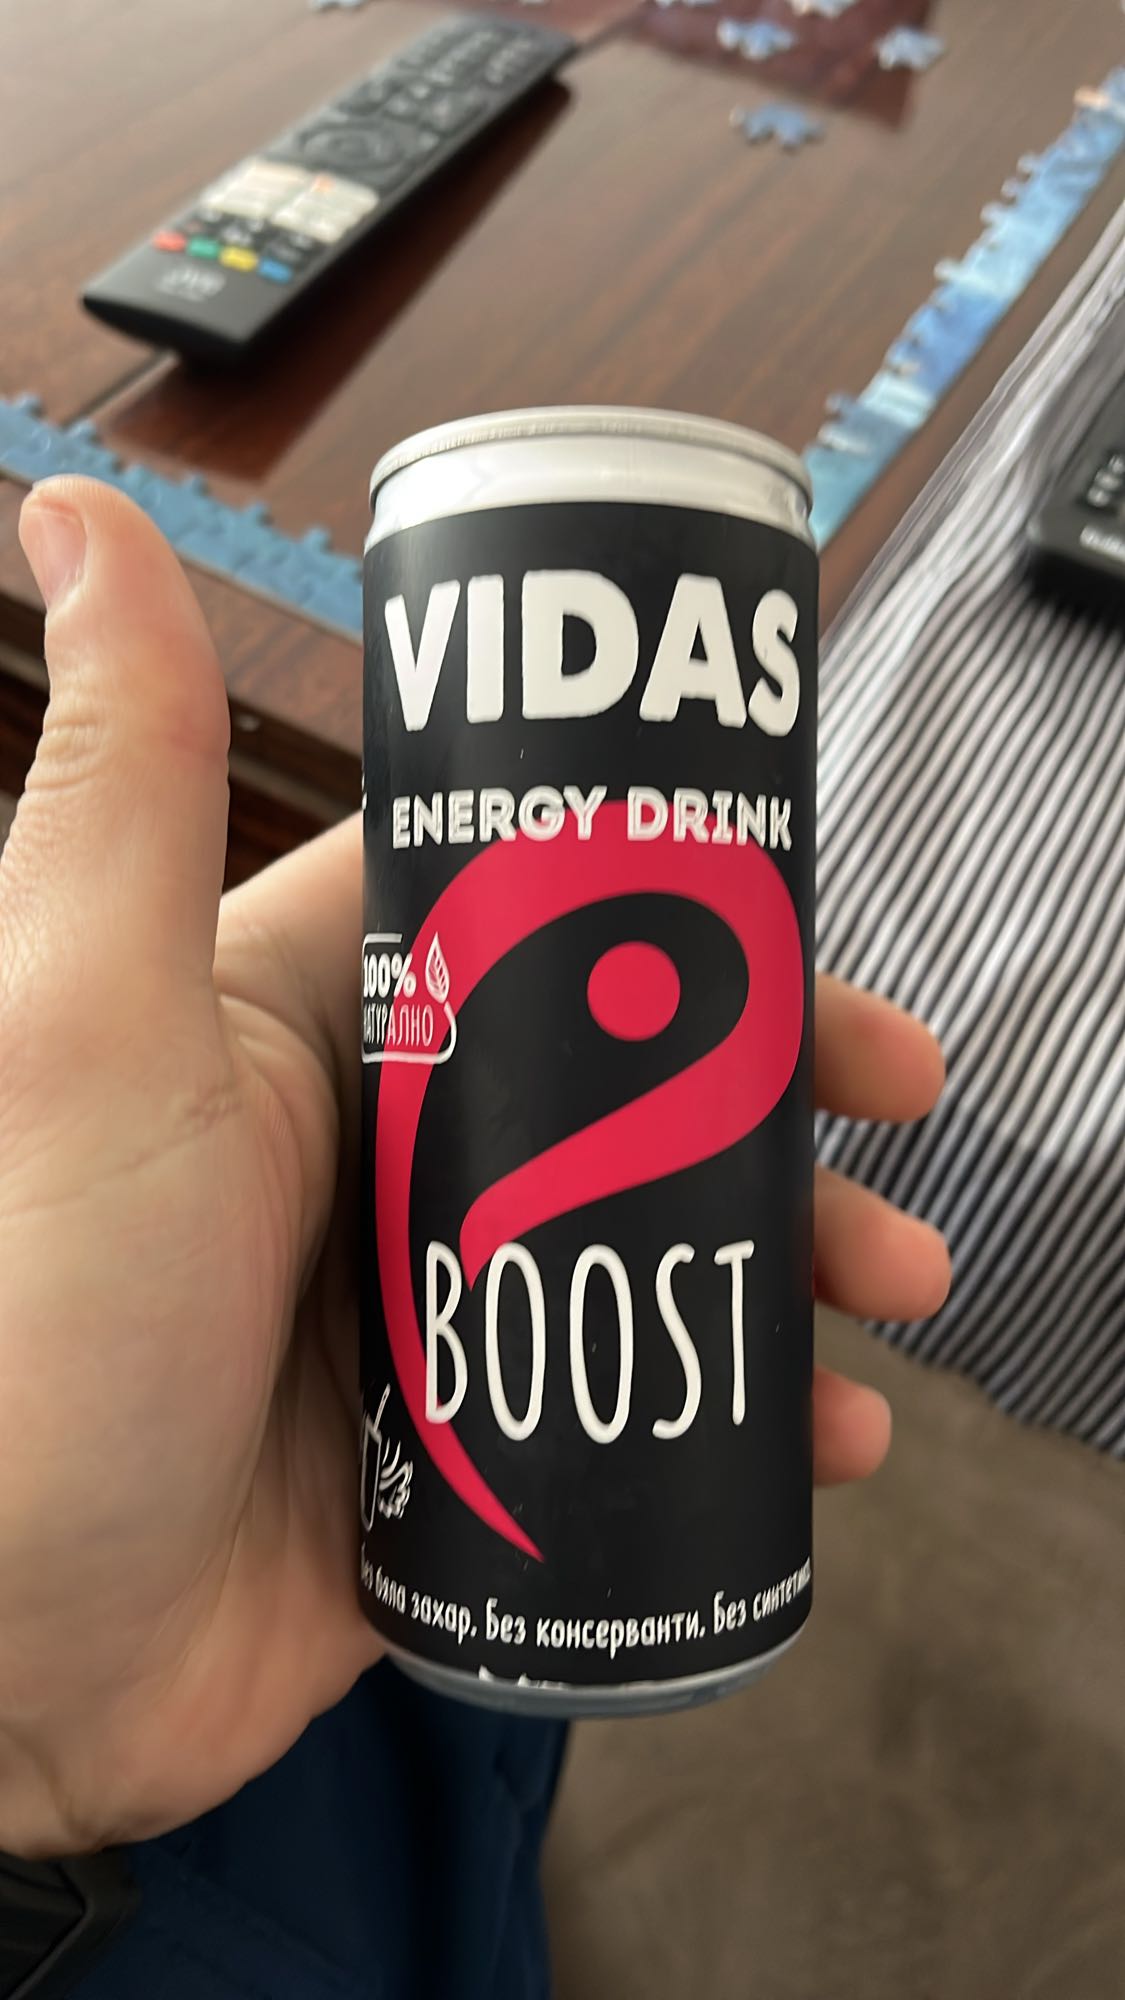 VIDAS
ENERGY DRINK
100%
НАТУРАЛНО
BOOST
Без бяла захар. Без консерванти. Без